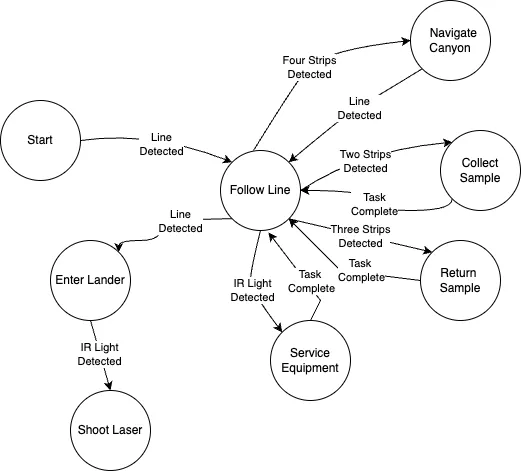 Navigate
Canyon
Four Strips
Detected
Line
Detected
Start
Line
Detected
Two Strips
Detected
Collect
Sample
Follow Line
Task
Complete
Line
Detected
Three Strips
Detected
Task
Complete
Return
Sample
Enter Lander
IR Light
Detected
Task
Complete
IR Light
Detected
Service
Equipment
Shoot Laser